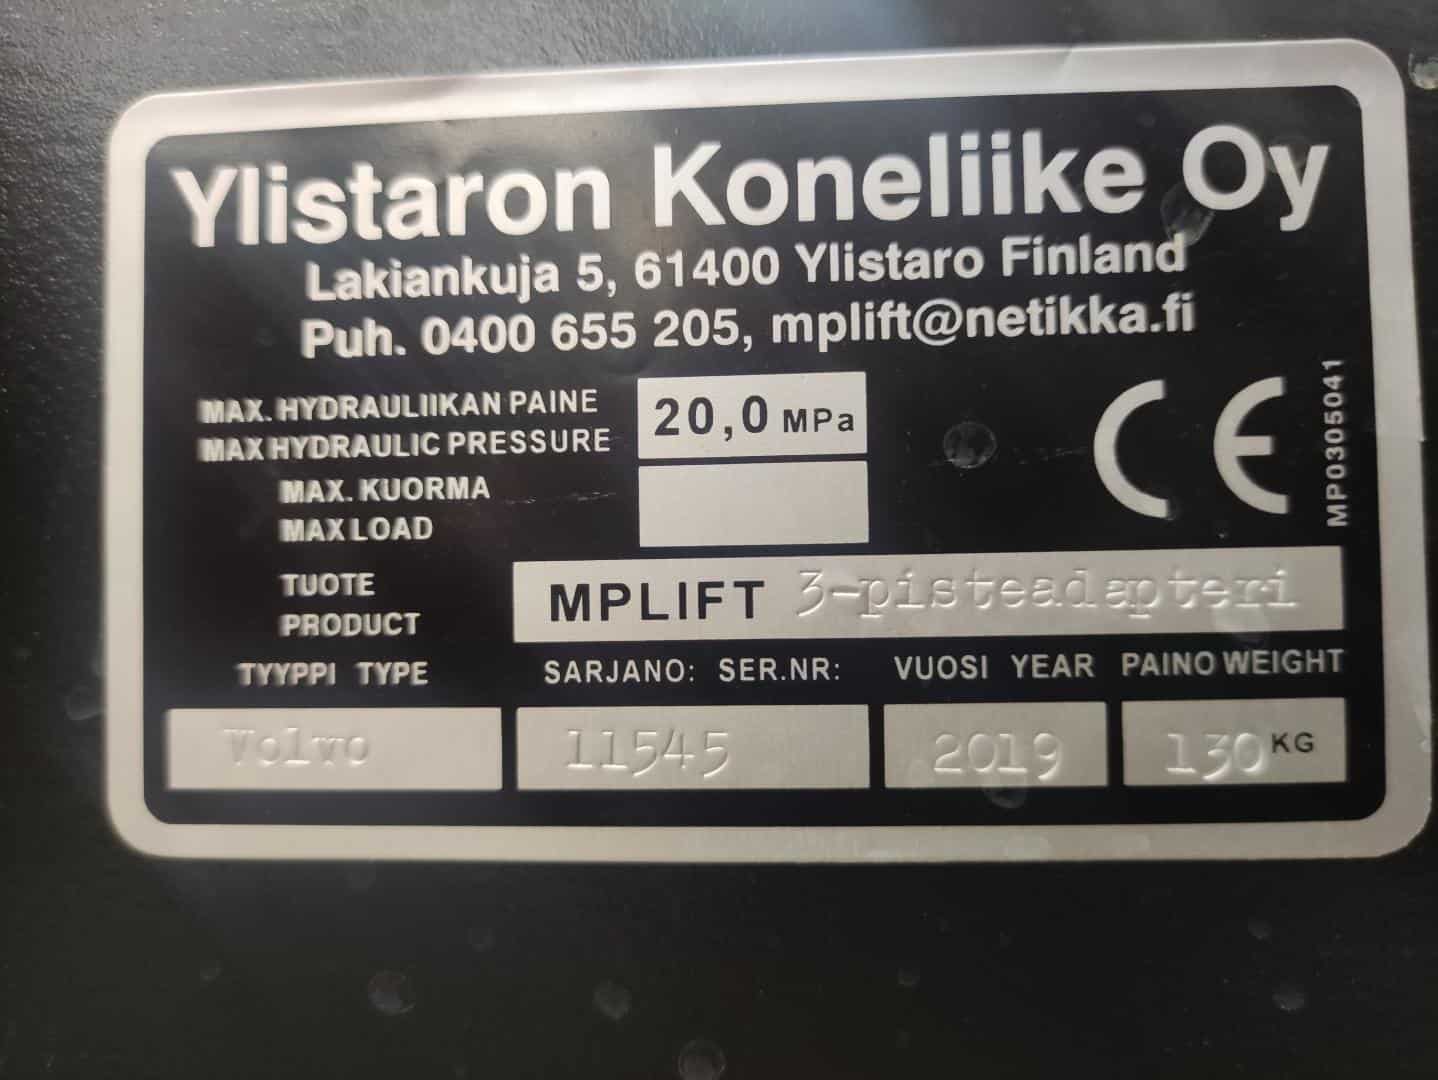 Ylistaron Koneliike Oy
Lakiankuja 5, 61400 Ylistaro Finland
Puh. 0400 655 205, mplift@netikka.fi
MAX. HYDRAULIIKAN PAINE
MAX HYDRAULIC PRESSURE
20,0 MPa
MAX. KUORMA
MAX LOAD
CE
MP0305041
TUOTE
PRODUCT
MPLIFT 3-pisteadapteri
TYYPPI TYPE
SARJANO: SER.NR:
VUOSI YEAR
PAINO WEIGHT
Volvo
11545
2019
130 KG